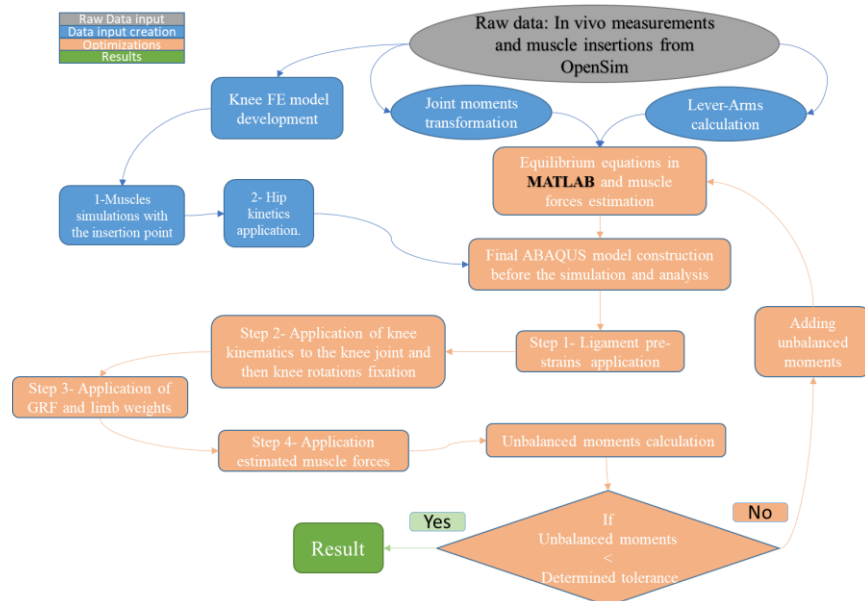 Raw Data input
Data input creation
Optimizations
Results
Raw data: In vivo measurements
and muscle insertions from
OpenSim
Knee FE model
development
Joint moments
transformation
Lever-Arms
calculation
Equilibrium equations in
MATLAB and muscle
forces estimation
1-Muscles
simulations with
the insertion point
2- Hip
kinetics
application.
Final ABAQUS model construction
before the simulation and analysis
Adding
unbalanced
moments
Step 1- Ligament pre-
strains application
Step 2- Application of knee
kinematics to the knee joint and
then knee rotations fixation
Step 3- Application of
GRF and limb weights
Step 4- Application
estimated muscle forces
Unbalanced moments calculation
If
Unbalanced moments
<
Determined tolerance
Yes
No
Result